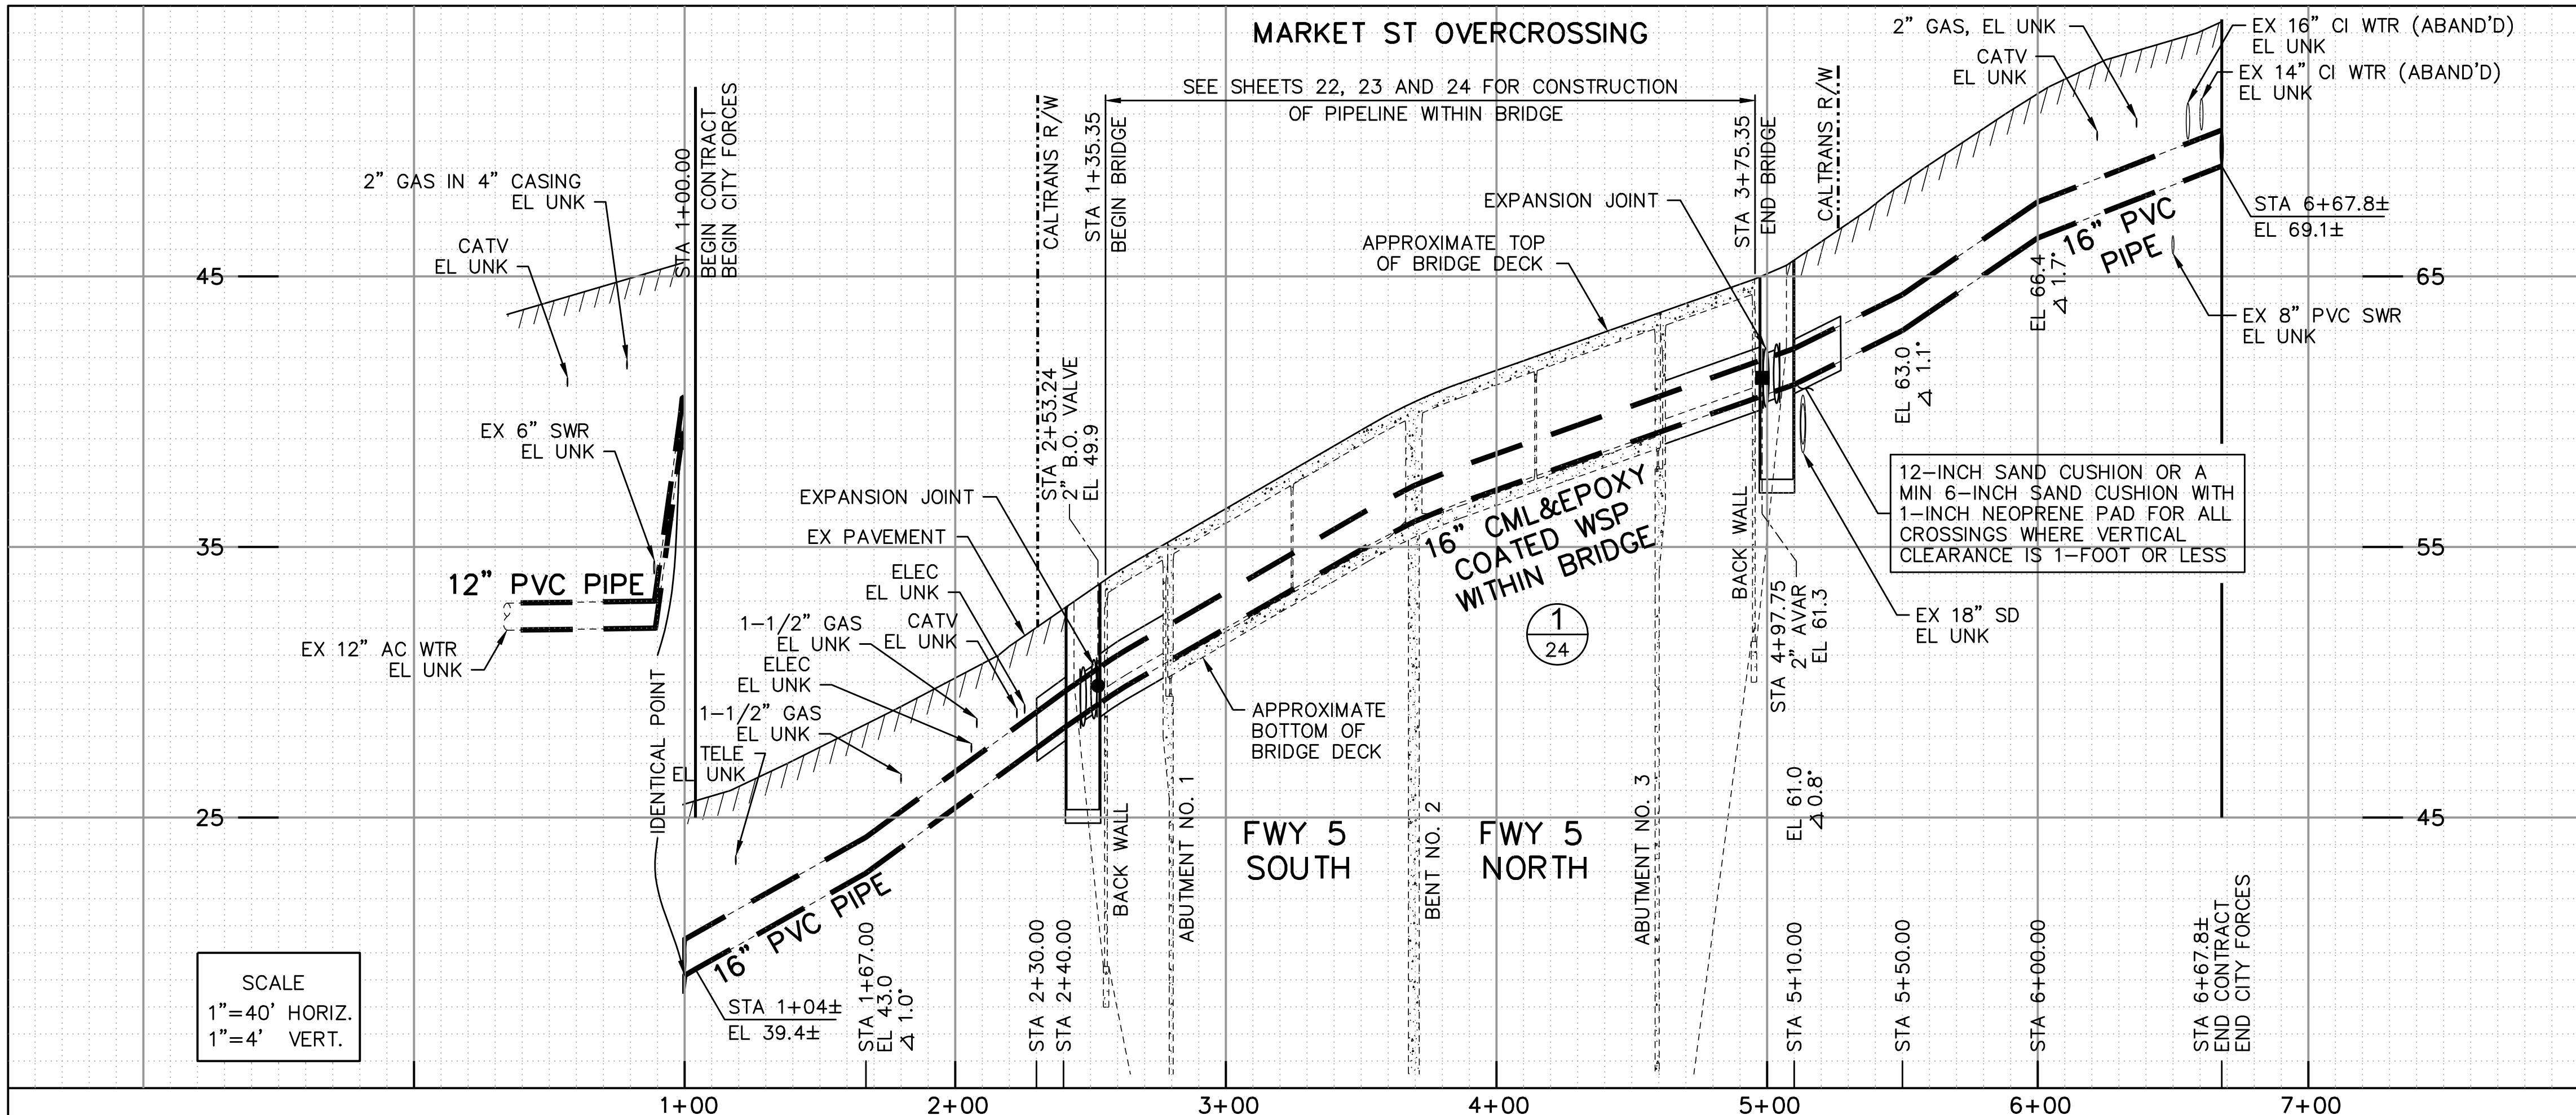 MARKET ST OVERCROSSING
SEE SHEETS 22, 23 AND 24 FOR CONSTRUCTION
OF PIPELINE WITHIN BRIDGE
2" GAS, EL UNK
CATV
EL UNK
EX 16" CI WTR (ABAND'D)
EL UNK
EX 14" CI WTR (ABAND'D)
EL UNK
STA 1+00.00
BEGIN CONTRACT
BEGIN CITY FORCES
CALTRANS R/W
STA 1+35.35
BEGIN BRIDGE
STA 3+75.35
END BRIDGE
CALTRANS R/W
2" GAS IN 4" CASING
EL UNK
CATV
EL UNK
EXPANSION JOINT
APPROXIMATE TOP
OF BRIDGE DECK
STA 6+67.8±
EL 69.1±
16" PVC
PIPE
45
65
EL 66.4
∆ 1.7°
EX 8" PVC SWR
EL UNK
EL 63.0
∆ 1.1°
STA 2+53.24
2" B.O. VALVE
EL 49.9
EX 6" SWR
EL UNK
EXPANSION JOINT
EX PAVEMENT
ELEC
EL UNK
CATV
EL UNK
1-1/2" GAS
EL UNK
ELEC
EL UNK
1-1/2" GAS
EL UNK
TELE
EL UNK
35
55
12" PVC PIPE
EX 12" AC WTR
EL UNK
16" CML&EPOXY
COATED WSP
WITHIN BRIDGE
1
24
BACK WALL
12-INCH SAND CUSHION OR A
MIN 6-INCH SAND CUSHION WITH
1-INCH NEOPRENE PAD FOR ALL
CROSSINGS WHERE VERTICAL
CLEARANCE IS 1-FOOT OR LESS
EX 18" SD
EL UNK
STA 4+97.75
2" AVAR
EL 61.3
IDENTICAL POINT
APPROXIMATE
BOTTOM OF
BRIDGE DECK
25
45
BACK WALL
ABUTMENT NO. 1
FWY 5
SOUTH
BENT NO. 2
FWY 5
NORTH
ABUTMENT NO. 3
EL 61.0
∆ 0.8°
16" PVC PIPE
SCALE
1"=40' HORIZ.
1"=4' VERT.
STA 1+04±
EL 39.4±
STA 1+67.00
EL 43.0
∆ 1.0°
STA 2+30.00
STA 2+40.00
STA 5+10.00
STA 5+50.00
STA 6+00.00
STA 6+67.8±
END CONTRACT
END CITY FORCES
1+00
2+00
3+00
4+00
5+00
6+00
7+00